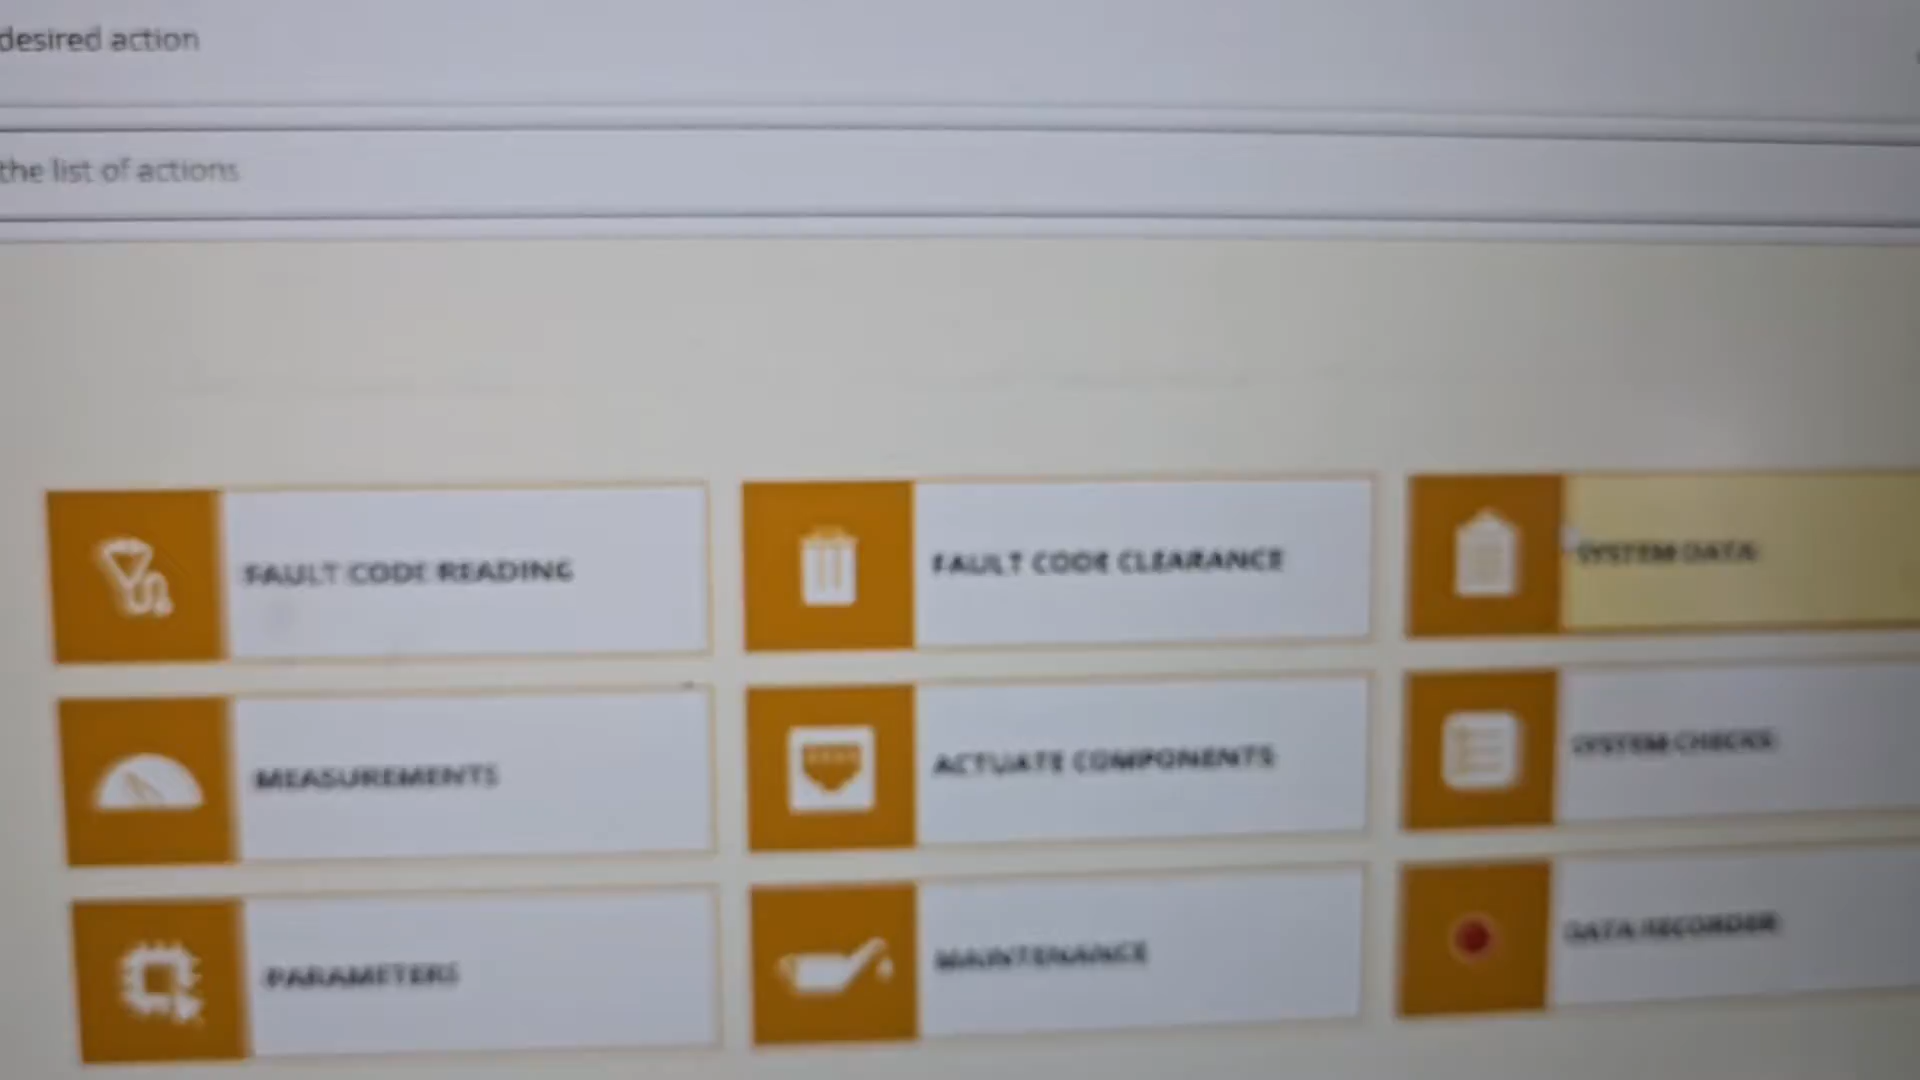 desired action
the list of actions
FAULT CODE READING
FAULT CODE CLEARANCE
SYSTEM DATA
MEASUREMENTS
ACTUATE COMPONENTS
SYSTEM CHECKS
PARAMETERS
MAINTENANCE
DATA RECORDER